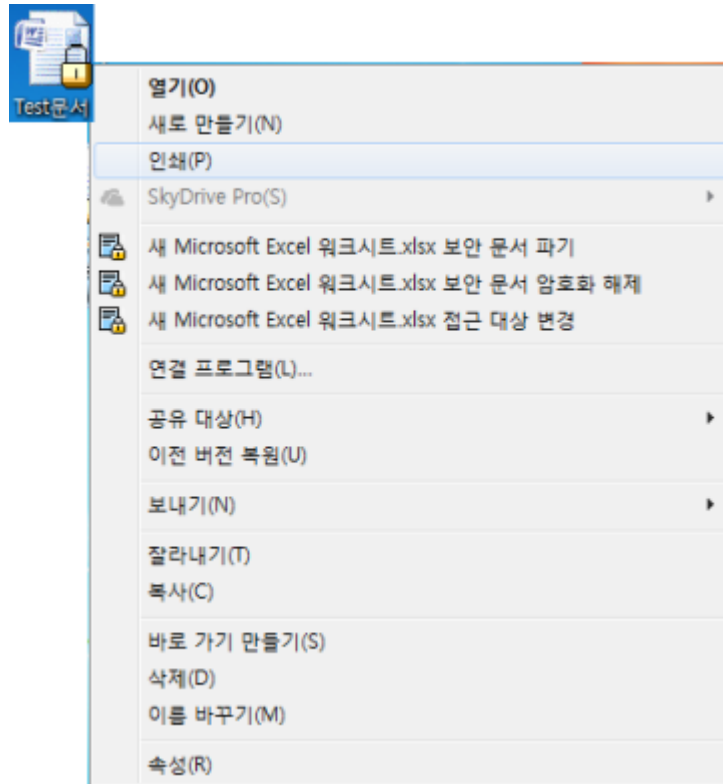 Test문서
열기(O)
새로 만들기(N)
인쇄(P)
SkyDrive Pro(S)
새 Microsoft Excel 워크시트.xlsx 보안 문서 파기
새 Microsoft Excel 워크시트.xlsx 보안 문서 암호화 해제
새 Microsoft Excel 워크시트.xlsx 접근 대상 변경
연결 프로그램(L)...
공유 대상(H)
이전 버전 복원(U)
보내기(N)
잘라내기(T)
복사(C)
바로 가기 만들기(S)
삭제(D)
이름 바꾸기(M)
속성(R)